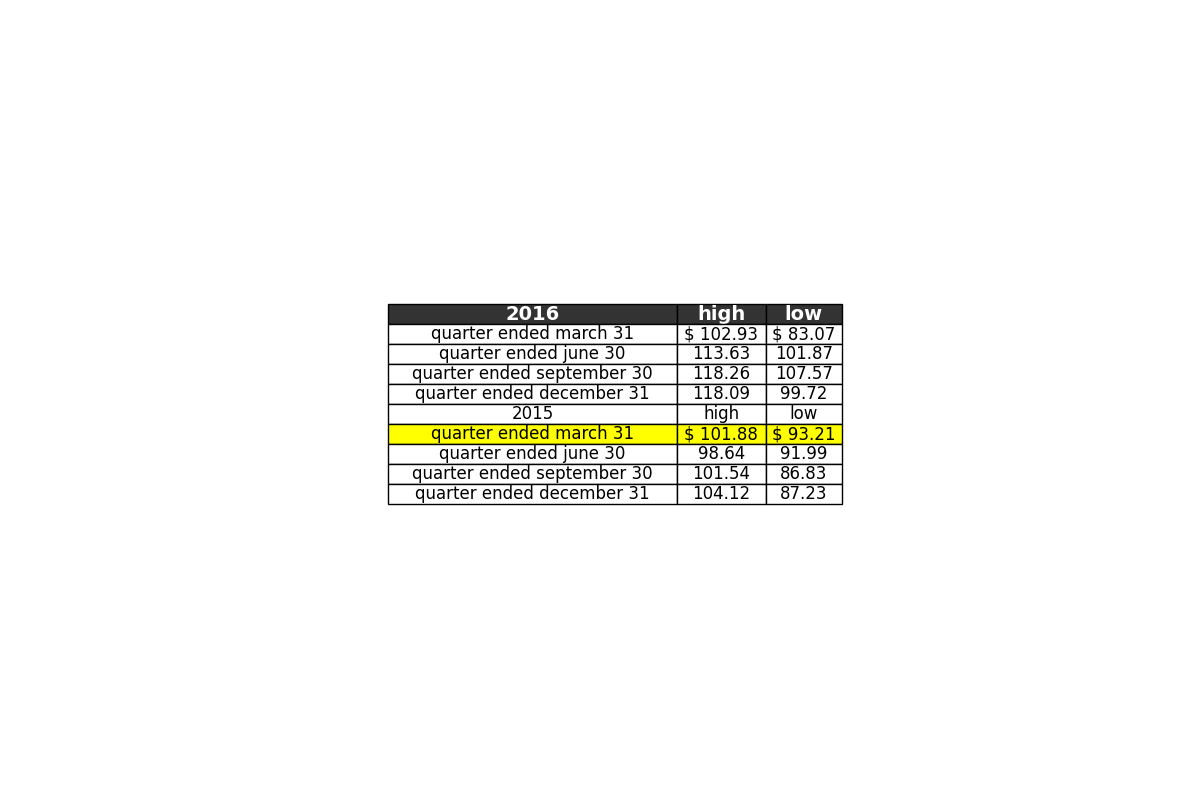 2016 high low
quarter ended march 31 $ 102.93 $ 83.07
quarter ended june 30 113.63 101.87
quarter ended september 30 118.26 107.57
quarter ended december 31 118.09 99.72
2015 high low
quarter ended march 31 $ 101.88 $ 93.21
quarter ended june 30 98.64 91.99
quarter ended september 30 101.54 86.83
quarter ended december 31 104.12 87.23